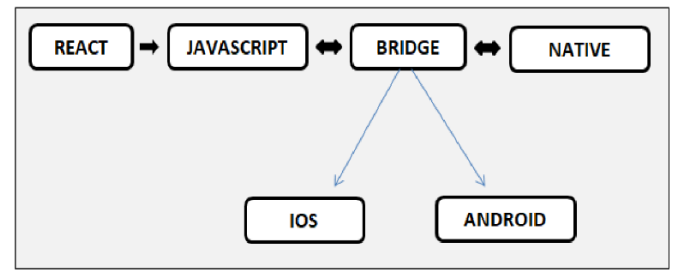 REACT
JAVASCRIPT
BRIDGE
NATIVE
IOS
ANDROID